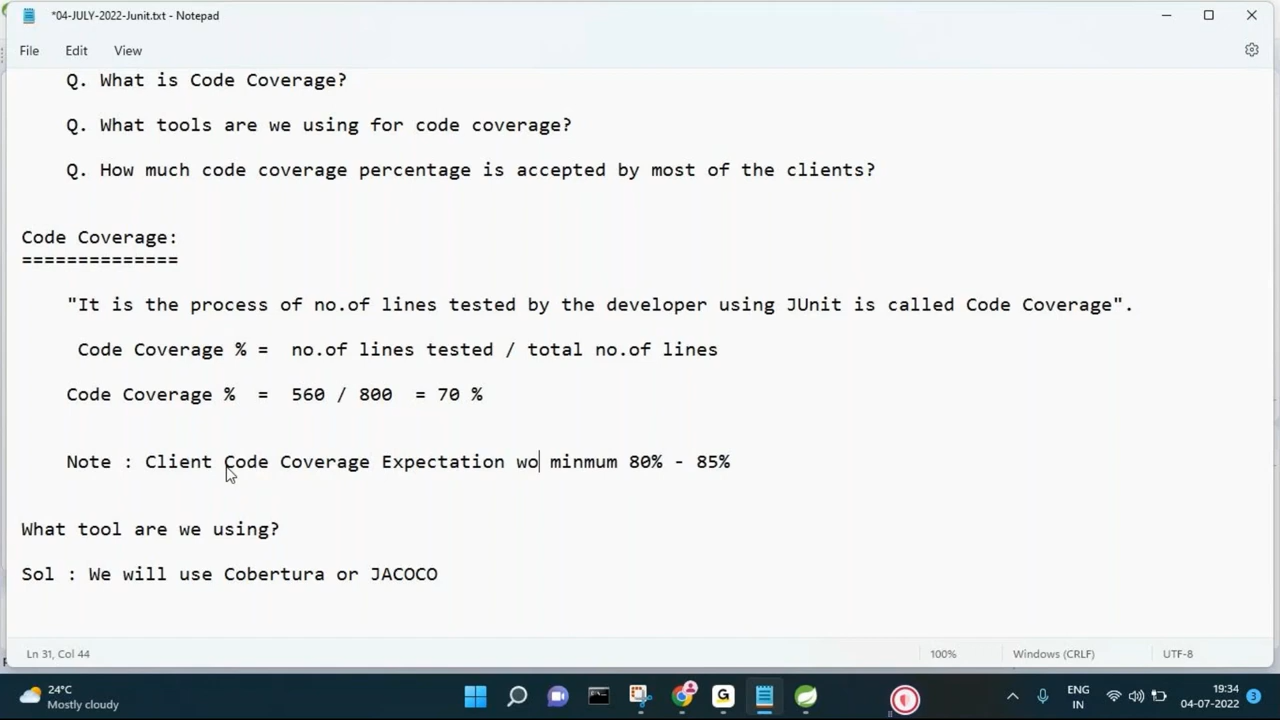 *04-JULY-2022-Junit.txt - Notepad
File Edit View
Q. What is Code Coverage?
Q. What tools are we using for code coverage?
Q. How much code coverage percentage is accepted by most of the clients?
Code Coverage:
==============
"It is the process of no.of lines tested by the developer using JUnit is called Code Coverage".
Code Coverage % = no.of lines tested / total no.of lines
Code Coverage % = 560 / 800 = 70 %
Note : Client Code Coverage Expectation wo minmum 80% - 85%
What tool are we using?
Sol : We will use Cobertura or JACOCO
Ln 31, Col 44 100% Windows (CRLF) UTF-8
24°C
Mostly cloudy
ENG
IN
19:34
04-07-2022
3